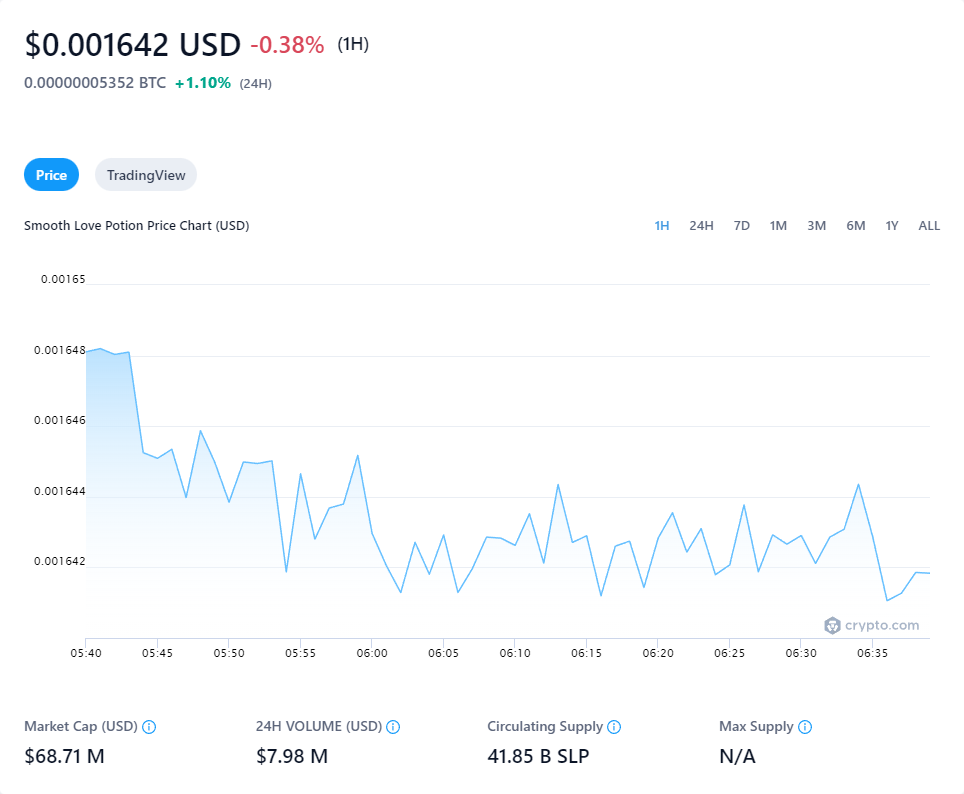 $0.001642 USD -0.38% (1H)
0.00000005352 BTC +1.10% (24H)
Price TradingView
Smooth Love Potion Price Chart (USD) 1H 24H 7D 1M 3M 6M 1Y ALL
0.00165
0.001648
0.001646
0.001644
0.001642
crypto.com
05:40 05:45 05:50 05:55 06:00 06:05 06:10 06:15 06:20 06:25 06:30 06:35
Market Cap (USD) 24H VOLUME (USD) Circulating Supply Max Supply
$68.71 M $7.98 M 41.85 B SLP N/A